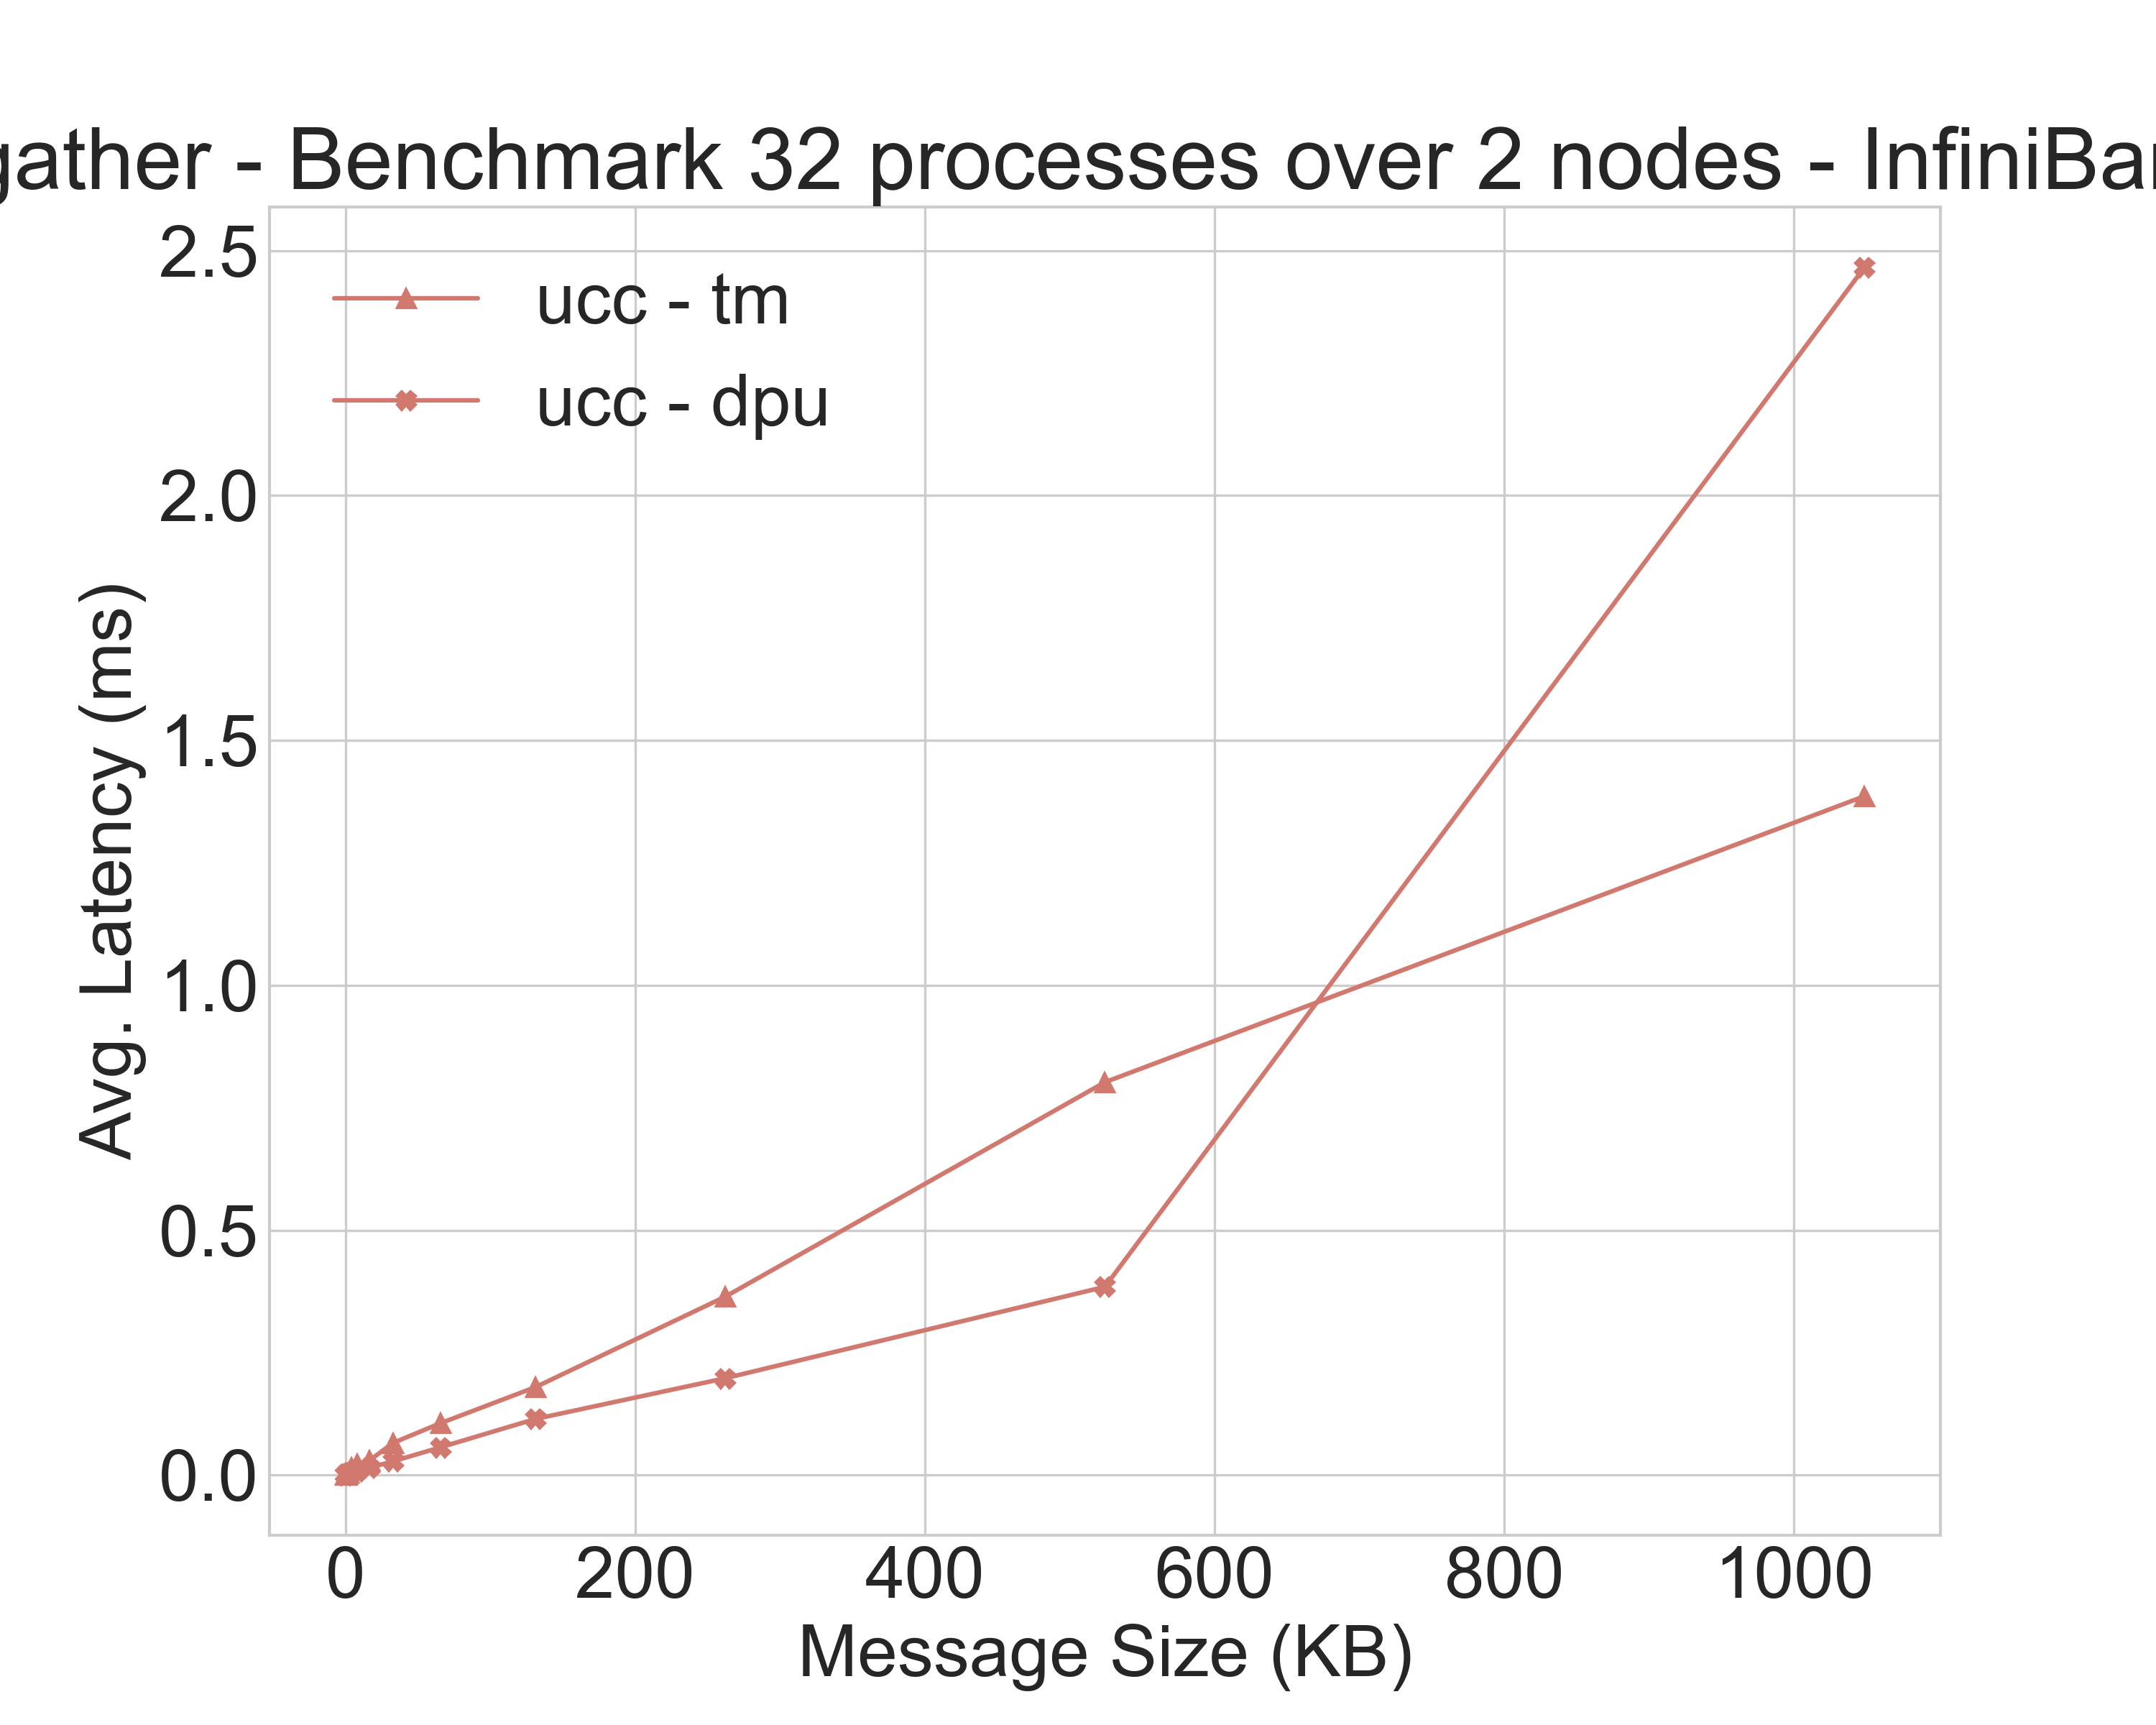 gather - Benchmark 32 processes over 2 nodes - InfiniBa
2.5
2.0
1.5
1.0
0.5
0.0
Avg. Latency (ms)
ucc - tm
ucc - dpu
0 200 400 600 800 1000
Message Size (KB)